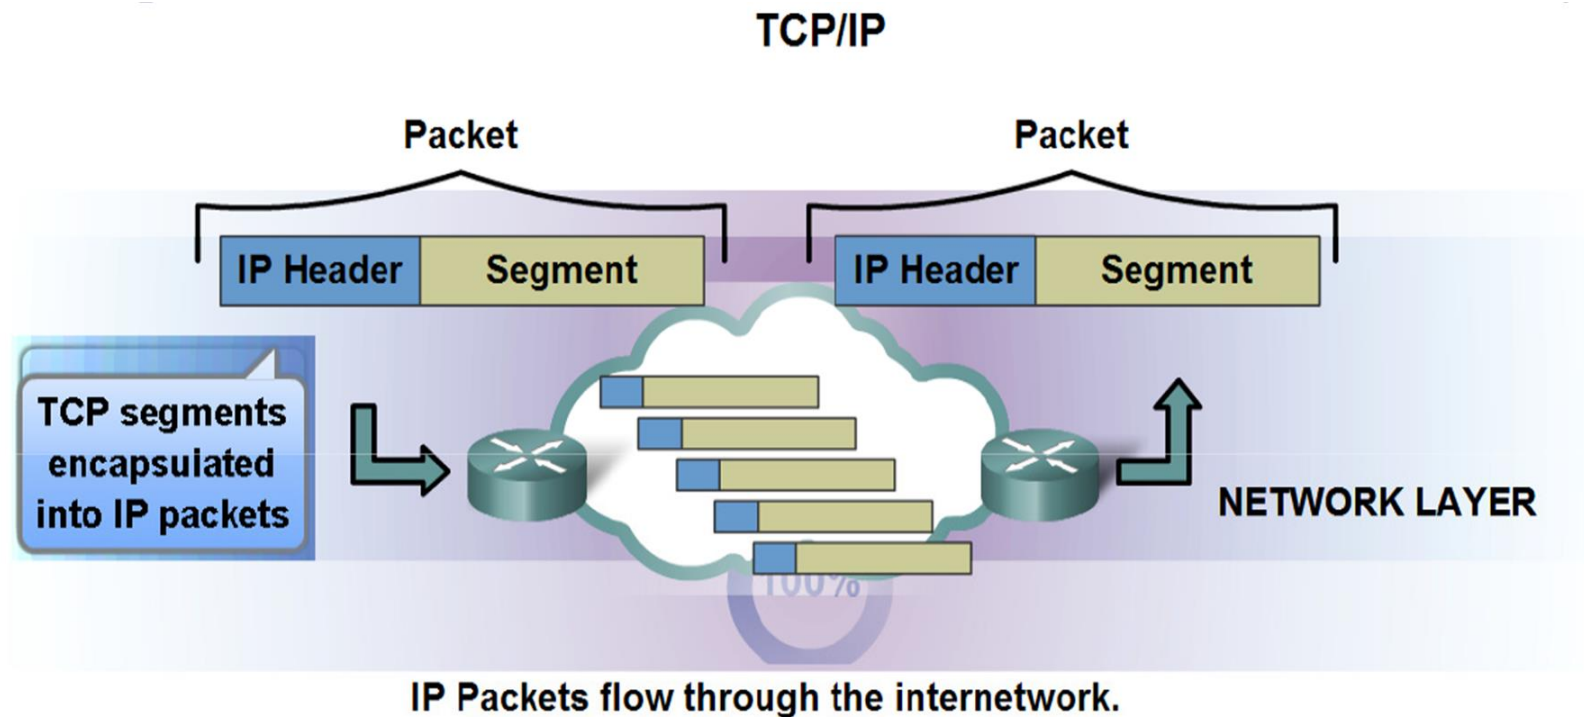 TCP/IP
Packet
Packet
IP Header
Segment
IP Header
Segment
TCP segments
encapsulated
into IP packets
NETWORK LAYER
100%
IP Packets flow through the internetwork.